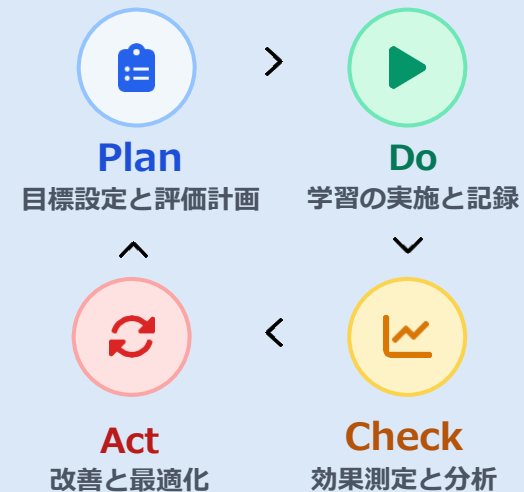 Plan
目標設定と評価計画
Do
学習の実施と記録
Act
改善と最適化
Check
効果測定と分析